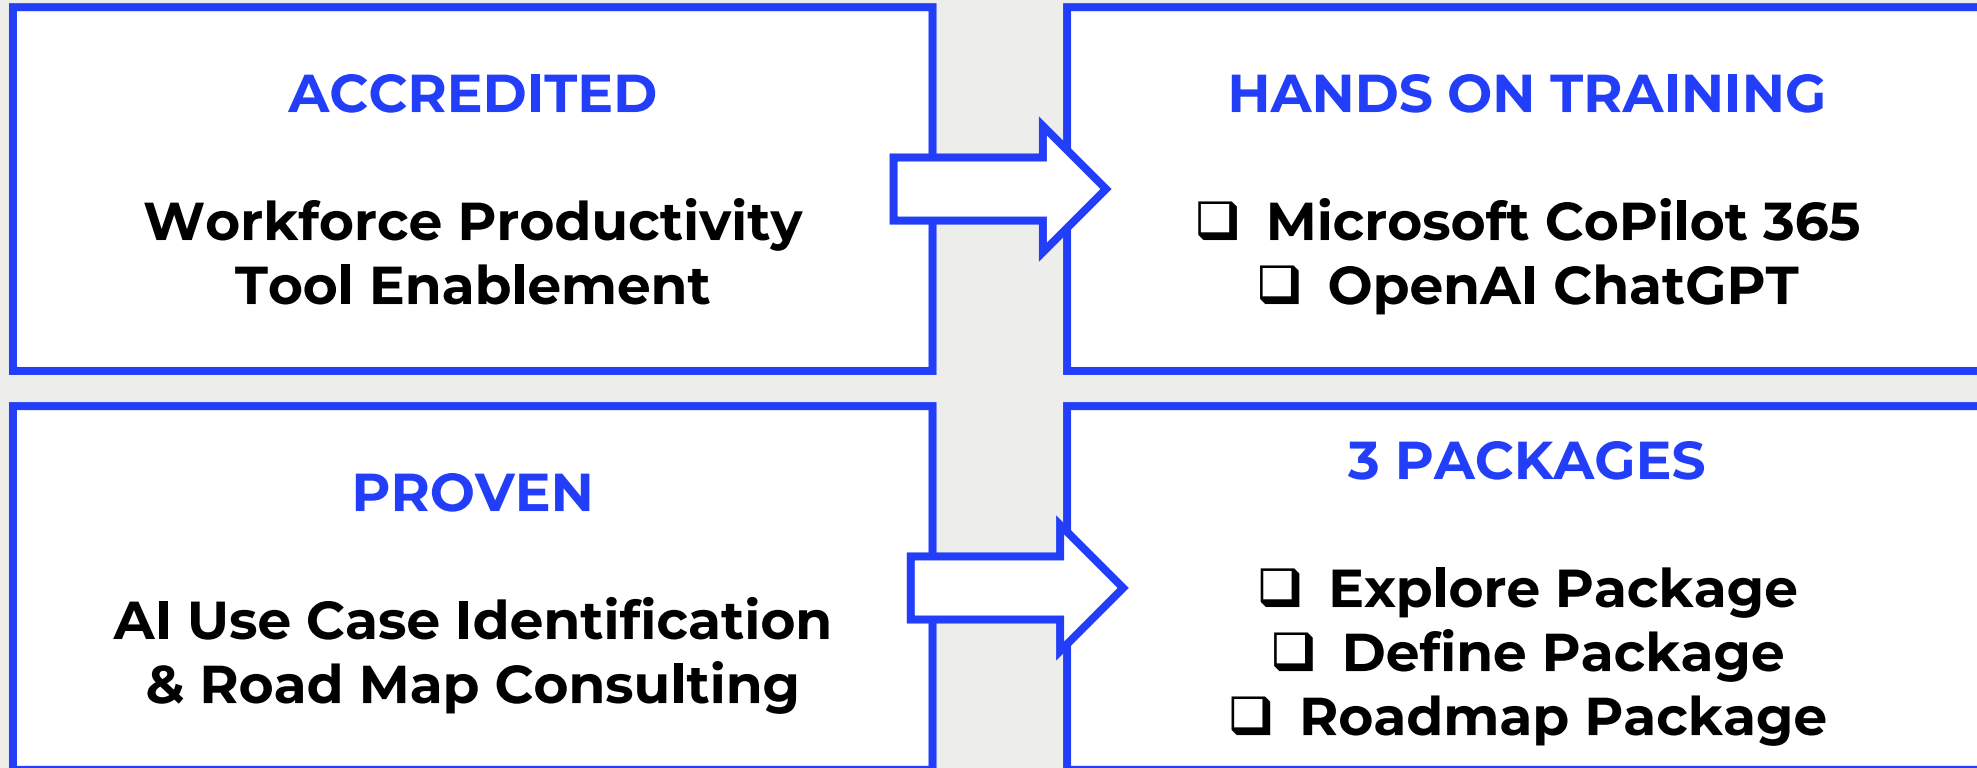 ACCREDITED
Workforce Productivity
Tool Enablement
HANDS ON TRAINING
❑ Microsoft CoPilot 365
❑ OpenAI ChatGPT
PROVEN
AI Use Case Identification
& Road Map Consulting
3 PACKAGES
❑ Explore Package
❑ Define Package
❑ Roadmap Package